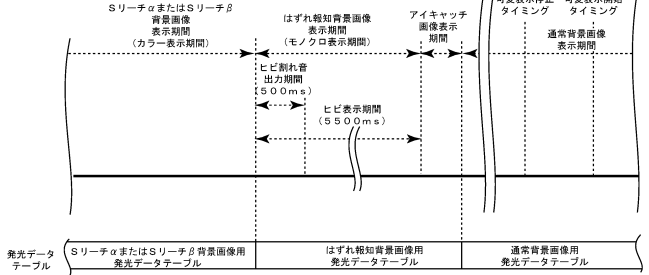 ＳリーチαまたはＳリーチβ
背景画像
表示期間
（カラー表示期間）
はずれ報知背景画像
表示期間
（モノクロ表示期間）
アイキャッチ
画像表示
期間
タイミング
タイミング
通常背景画像
表示期間
ヒビ割れ音
出力期間
（５００ｍｓ）
ヒビ表示期間
（５５００ｍｓ）
発光データ
テーブル
ＳリーチαまたはＳリーチβ背景画像用
発光データテーブル
はずれ報知背景画像用
発光データテーブル
通常背景画像用
発光データテーブル